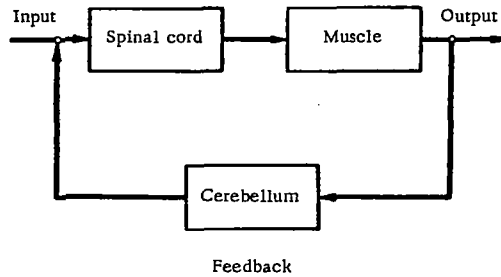 Input
Spinal cord
Muscle
Output
Cerebellum
Feedback